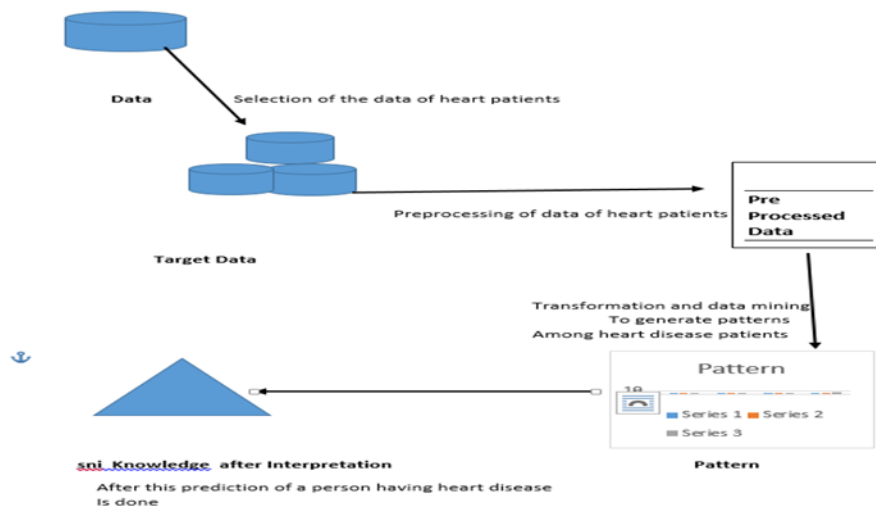 Data
Selection of the data of heart patients
Preprocessing of data of heart patients
Pre
Processed
Data
Target Data
Transformation and data mining
To generate patterns
Among heart disease patients
Pattern
10
Series 1 Series 2
Series 3
sni Knowledge after Interpretation
Pattern
After this prediction of a person having heart disease
Is done